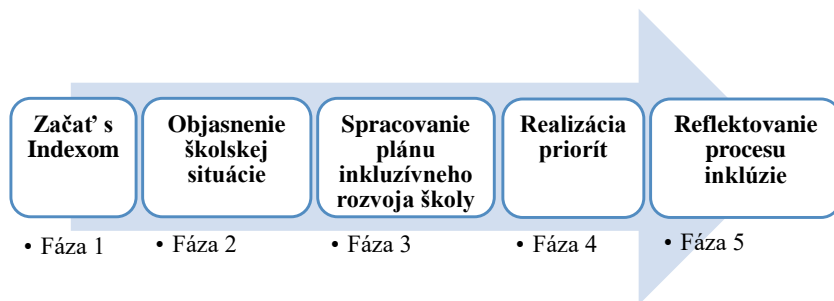 Začať s
Indexom
Objasnenie
školskej
situácie
Spracovanie
plánu
inkluzívneho
rozvoja školy
Realizácia
priorít
Reflektovanie
procesu
inklúzie
• Fáza 1
• Fáza 2
• Fáza 3
• Fáza 4
• Fáza 5